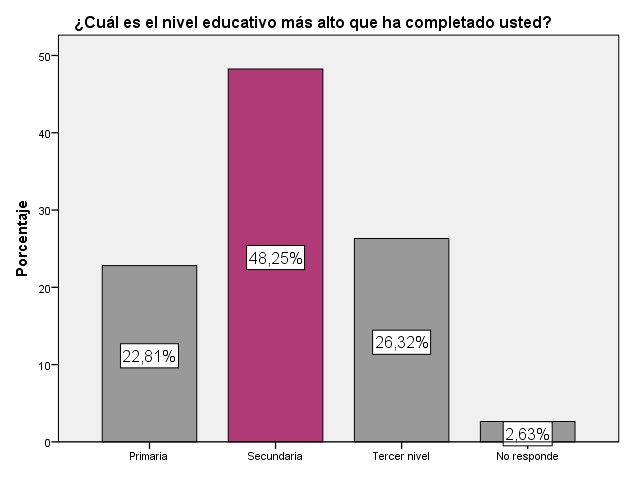 ¿Cuál es el nivel educativo más alto que ha completado usted?
Porcentaje
50
40
30
20
10
0
22,81%
48,25%
26,32%
2,63%
Primaria
Secundaria
Tercer nivel
No responde